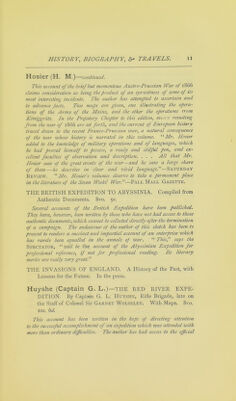 HISTORY, BIOGRAPHY, & TRAVELS. 11
Hozier (H. M.)—continued.
This account of the brief but momentous Austro-Prussian War of 1866
claims consideration as being the product of an eye-witness of some of its
most interesting incidents. The author has attempted to ascertain and
to advance facts. Two maps are given, one illustrating the opera-
tions of the Army of the Maine, and the other the operations from
Königgrätz. In the Prefatory Chapter to this edition, events resulting
from the war of 1866 are set forth, and the current of European history
traced down to the recent Franco-Prussian war, a natural consequence
of the war whose history is narrated in this volume. "Mr. Hozier
added to the knowledge of military operations and of languages, which
he had proved himself to possess, a ready and skilful pen, and ex-
cellent faculties of observation and description. . . . All that Mr.
Hozier saw of the great events of the war—and he saw a large share
of them—he describes in clear and vivid language."—SATURDAY
REVIEW. "Mr. Hozier's volumes deserve to take a permanent place
in the literature of the Seven Weeks' War."—PALL MALL GAZETTE.
THE BRITISH EXPEDITION TO ABYSSINIA. Compiled from
Authentic Documents. 8vo. 9s.
Several accounts of the British Expedition have been published.
They have, however, been written by those who have not had access to those
authentic documents, which cannot be collected directly after the termination
of a campaign. The endeavour of the author of this sketch has been to
present to readers a succinct and impartial account of an enterprise which
has rarely been equalled in the annals of war. "This," says the
SPECTATOR, "will be the account of the Abyssinian Expedition for
professional reference, if not for professional reading. Its literary
merits are really very great."
THE INVASIONS OF ENGLAND. A History of the Past, with
Lessons for the Future. In the press.
Huyshe (Captain G. L.)—THE RED RIVER EXPE-
DITION. By Captain G. L. HUYSHE, Rifle Brigade, late on
the Staff of Colonel Sir GARNET WOLSELEY. With Maps. 8vo.
10s. 6d.
This account has been written in the hope of directing attention
to the successful accomplishment of an expedition which was attended with
more than ordinary difficulties. The author has had access to the official